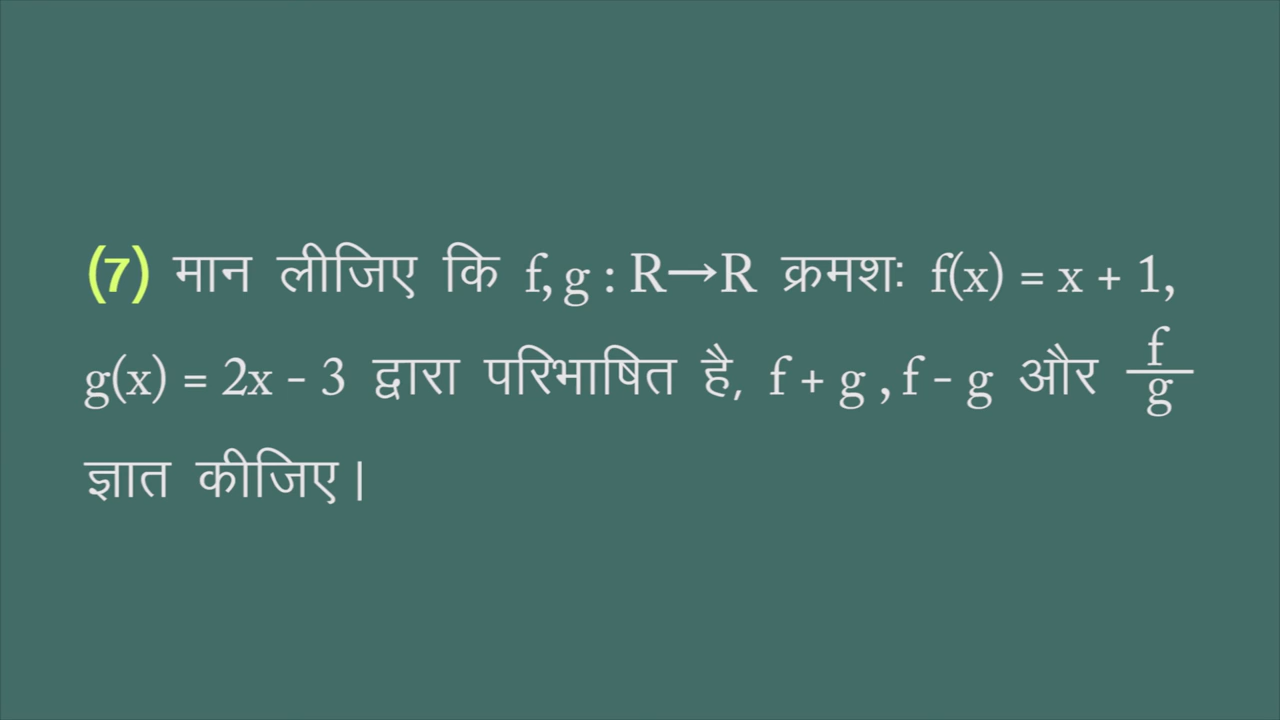 (7) मान लीजिए कि f, g : R→R क्रमशः f(x) = x + 1,
g(x) = 2x - 3 द्वारा परिभाषित है, f + g , f - g और f/g
ज्ञात कीजिए।